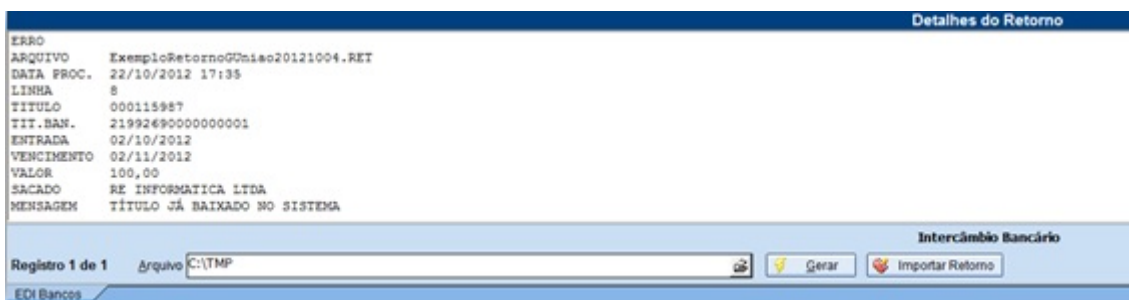 Detalhes do Retorno
ERRO
ARQUIVO ExemploRetornoGUniao20121004.RET
DATA PROC. 22/10/2012 17:35
LINHA 8
TITULO 000115987
TIT.BAN. 21992690000000001
ENTRADA 02/10/2012
VENCIMENTO 02/11/2012
VALOR 100,00
SACADO RE INFORMATICA LTDA
MENSAGEM TÍTULO JÁ BAIXADO NO SISTEMA
Intercâmbio Bancário
Registro 1 de 1 Arquivo C:\TMP Gerar Importar Retorno
EDI Bancos